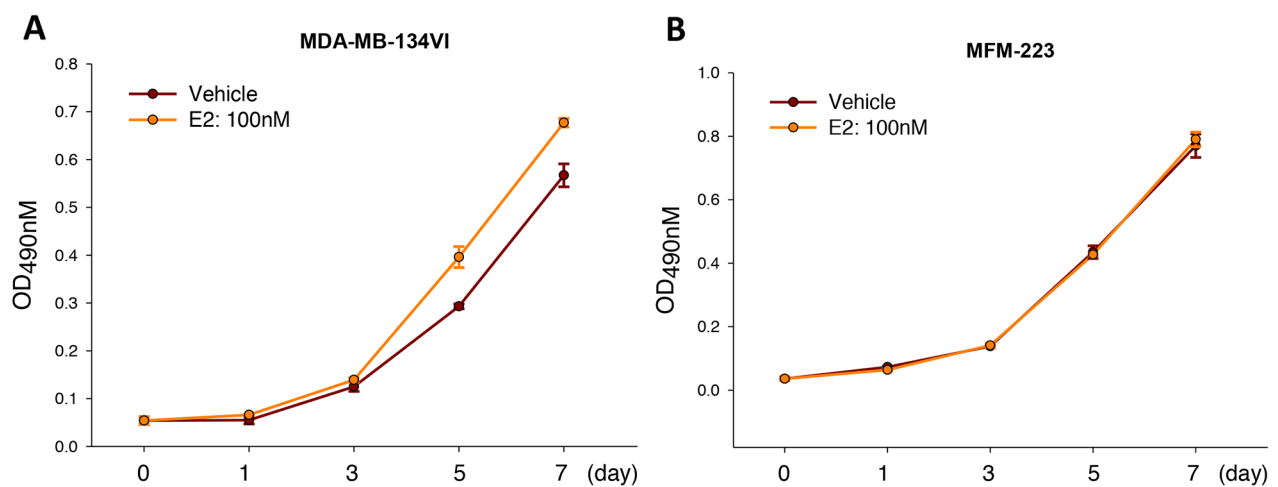 A
MDA-MB-134VI
Vehicle
E2: 100nM
OD490nM
0.8
0.7
0.6
0.5
0.4
0.3
0.2
0.1
0.0
0 1 3 5 7 (day)
B
MFM-223
Vehicle
E2: 100nM
OD490nM
1.0
0.8
0.6
0.4
0.2
0.0
0 1 3 5 7 (day)